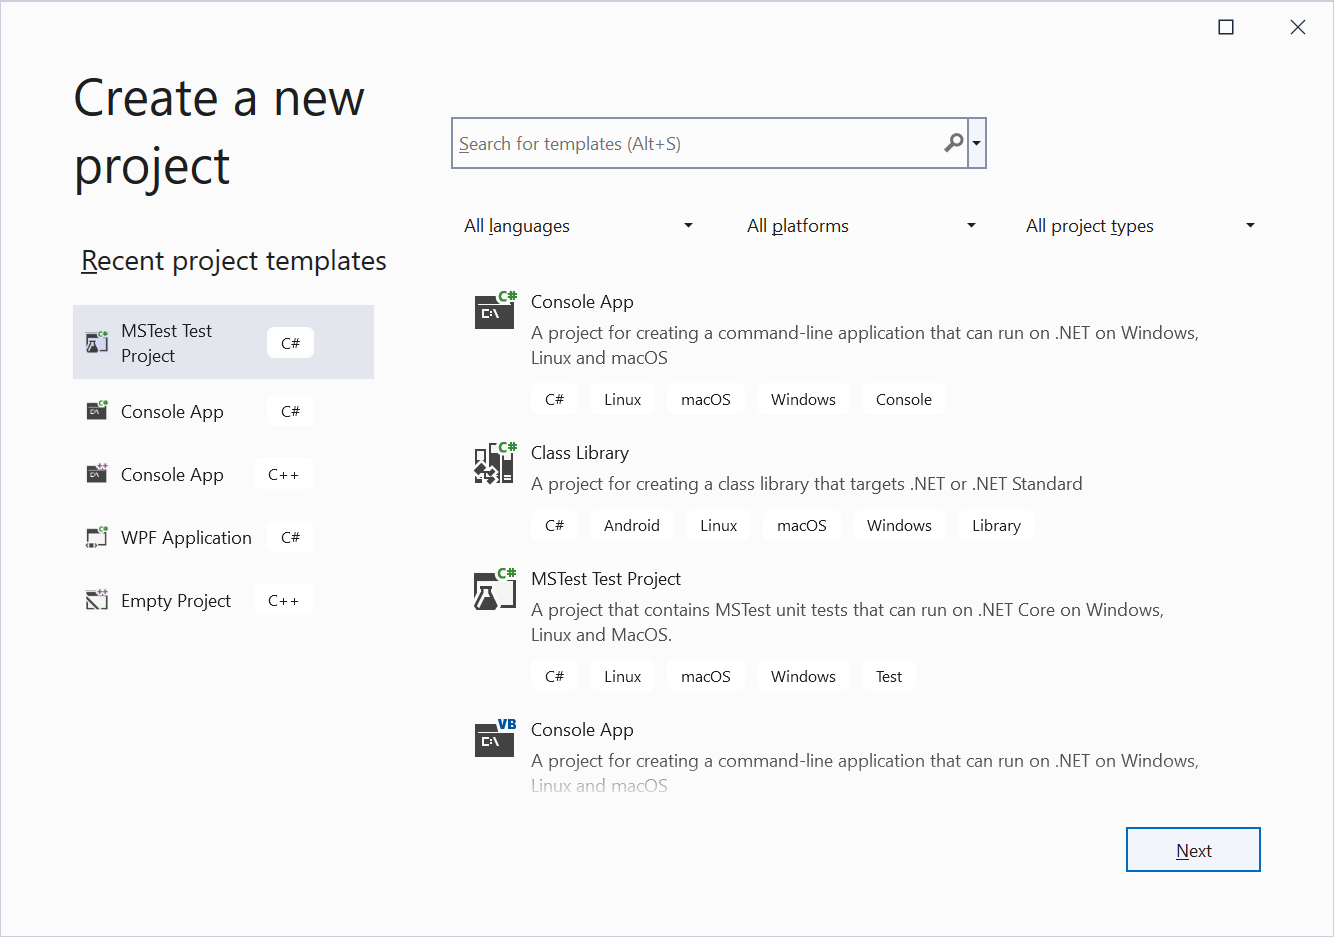 Create a new
project
Search for templates (Alt+S)
All languages
All platforms
All project types
Recent project templates
MSTest Test
Project
C#
Console App
C#
Console App
C++
WPF Application
C#
Empty Project
C++
C#
Console App
A project for creating a command-line application that can run on .NET on Windows,
Linux and macOS
C# Linux macOS Windows Console
C#
Class Library
A project for creating a class library that targets .NET or .NET Standard
C# Android Linux macOS Windows Library
C#
MSTest Test Project
A project that contains MSTest unit tests that can run on .NET Core on Windows,
Linux and MacOS.
C# Linux macOS Windows Test
VB
Console App
A project for creating a command-line application that can run on .NET on Windows,
Linux and macOS
Next